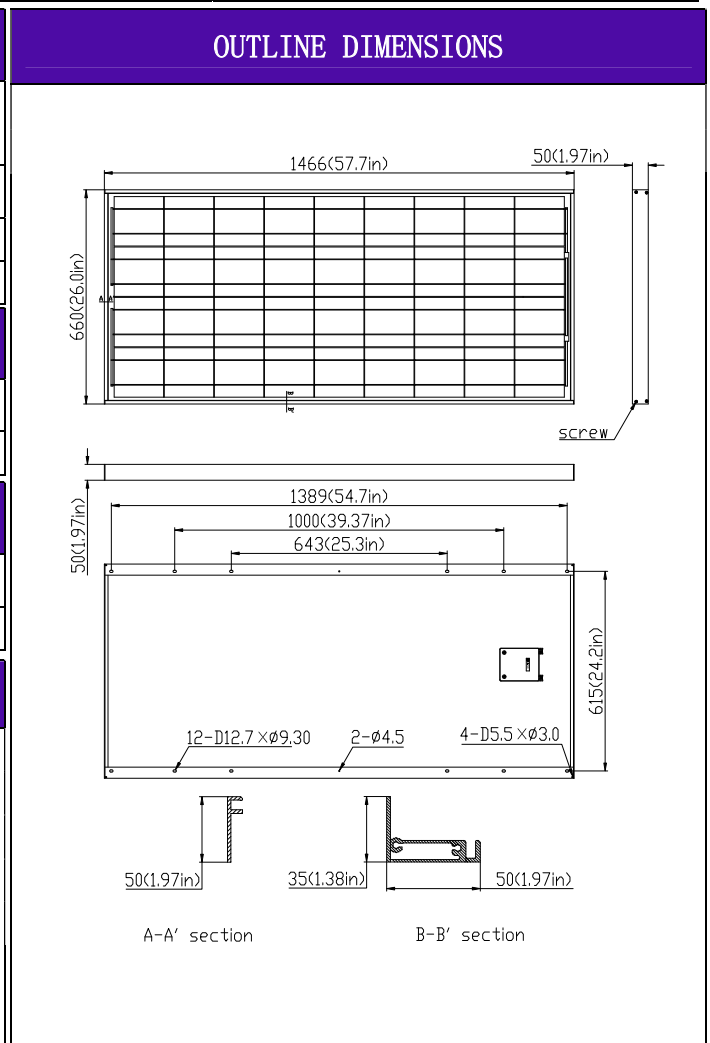 OUTLINE DIMENSIONS
1466(57.7in)
50(1.97in)
660(26.0in)
A A
B
B'
screw
50(1.97in)
1389(54.7in)
1000(39.37in)
643(25.3in)
615(24.2in)
12-D12.7×Ø9.30
2-Ø4.5
4-D5.5×Ø3.0
50(1.97in)
35(1.38in)
50(1.97in)
A-A' section
B-B' section